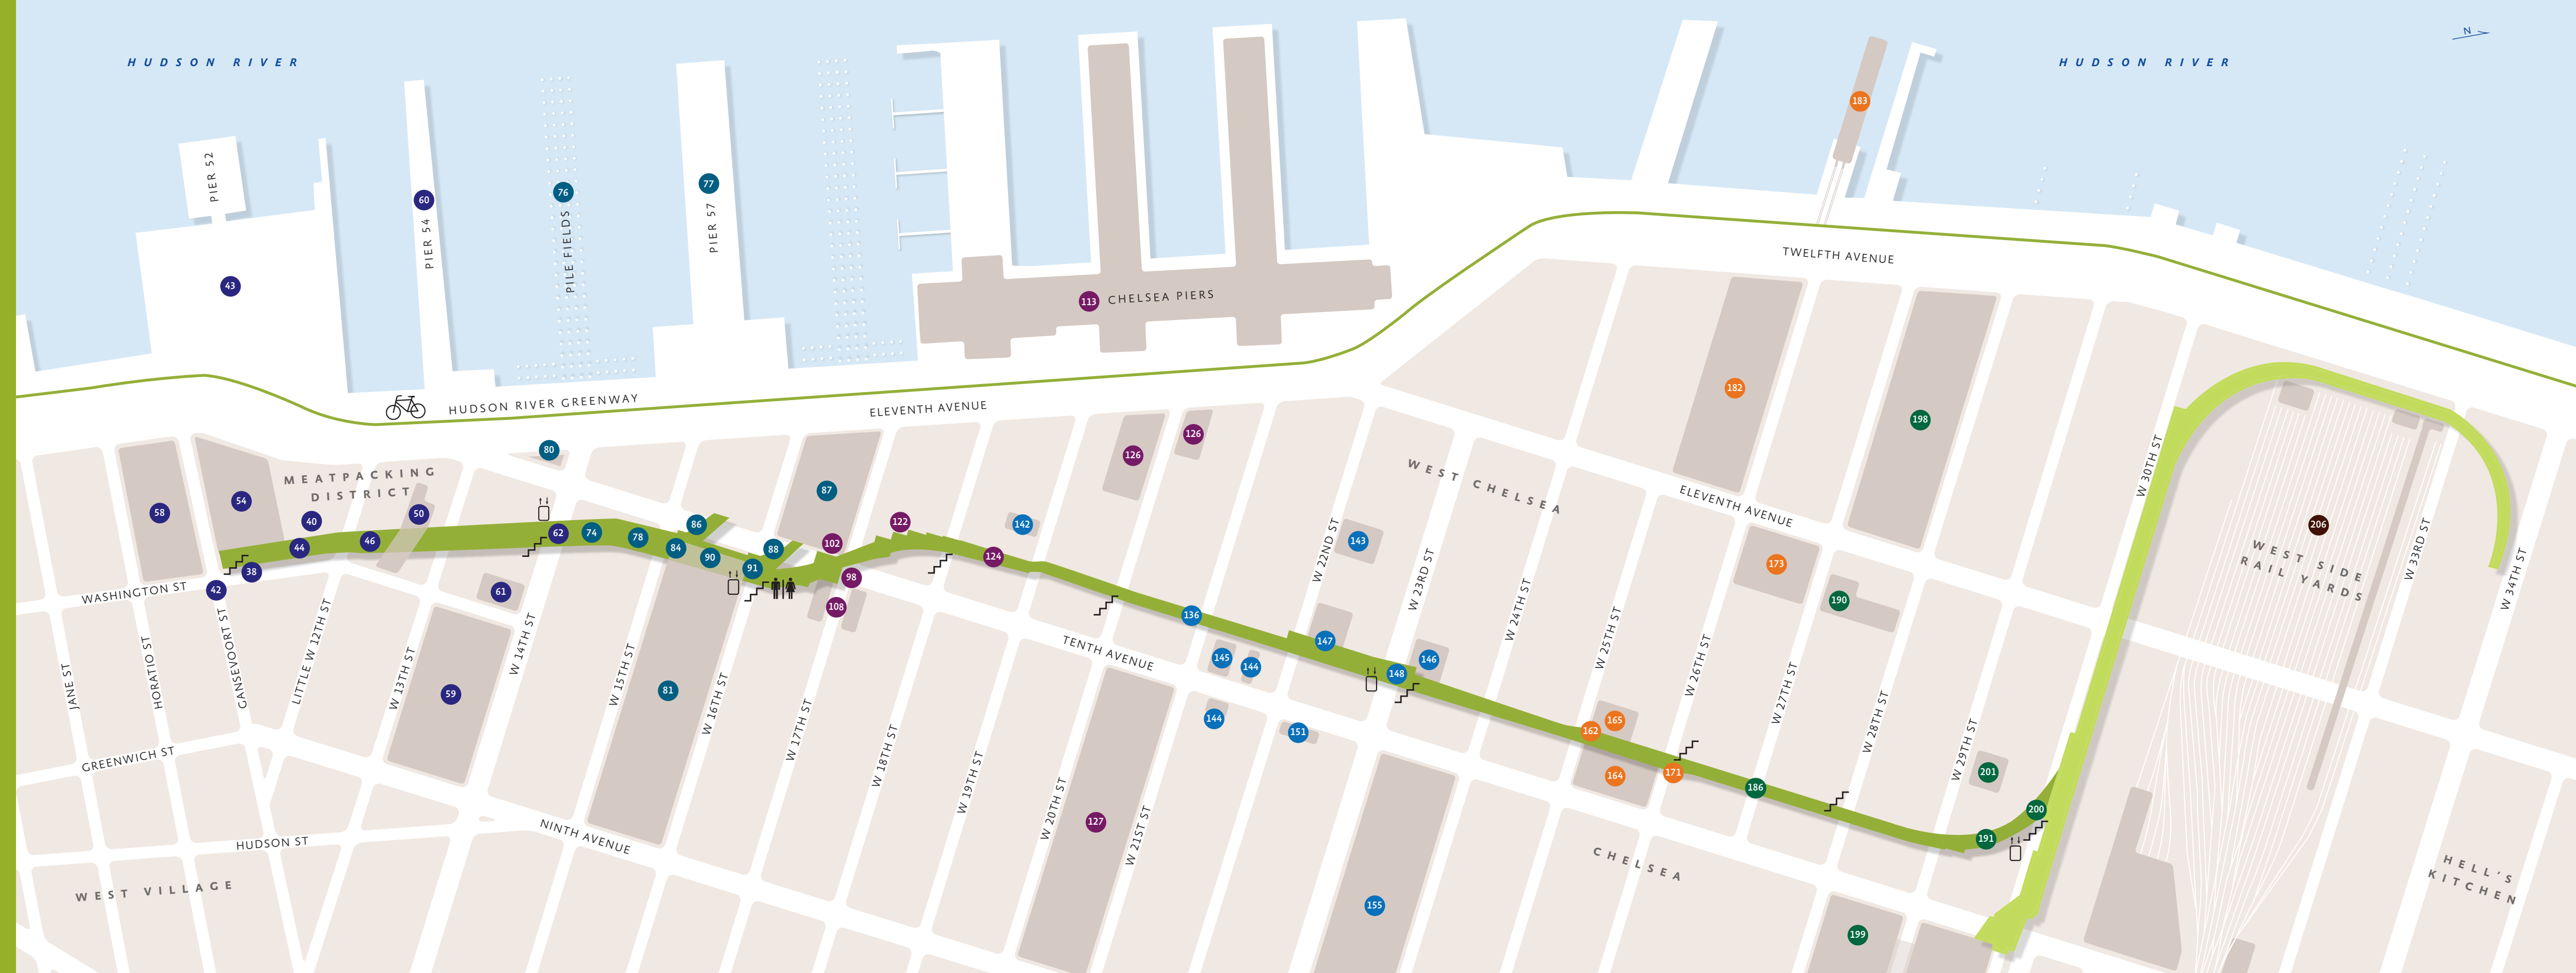 HUDSON RIVER
HUDSON RIVER
N
183
PIER 52
60
PIER 54
76
PILE FIELDS
77
PIER 57
43
113
CHELSEA PIERS
TWELFTH AVENUE
HUDSON RIVER GREENWAY
ELEVENTH AVENUE
182
198
80
126
126
MEATPACKING
DISTRICT
WEST CHELSEA
ELEVENTH AVENUE
58
54
40
50
44
46
38
42
62
74
78
84
86
90
88
91
87
102
122
98
108
124
142
143
136
147
146
148
145
144
144
151
173
190
206
WEST SIDE
RAIL YARDS
W 30TH ST
W 33RD ST
W 34TH ST
WASHINGTON ST
61
59
81
TENTH AVENUE
W 22ND ST
W 23RD ST
W 24TH ST
W 25TH ST
W 26TH ST
W 27TH ST
W 28TH ST
W 29TH ST
JANE ST
HORATIO ST
GANSEVOORT ST
LITTLE W 12TH ST
W 13TH ST
W 14TH ST
W 15TH ST
W 16TH ST
W 17TH ST
W 18TH ST
W 19TH ST
W 20TH ST
W 21ST ST
162
165
164
171
186
191
200
201
GREENWICH ST
127
NINTH AVENUE
HUDSON ST
WEST VILLAGE
155
CHELSEA
199
HELL'S
KITCHEN